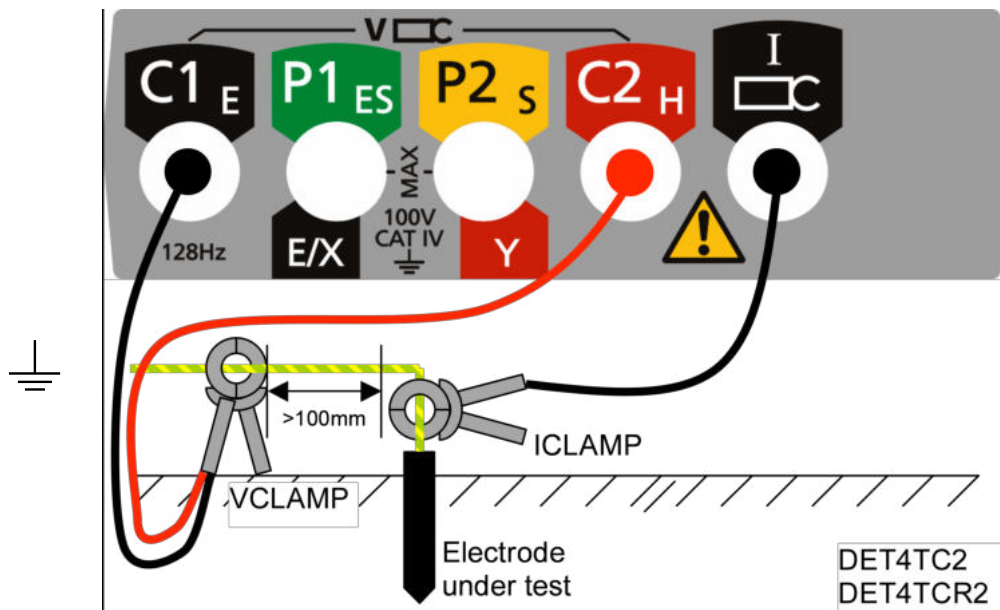 V C
C1 E
P1 ES
P2 S
C2 H
I
C
MAX
100V
CAT IV
128Hz
E/X
Y
>100mm
ICLAMP
VCLAMP
Electrode
under test
DET4TC2
DET4TCR2